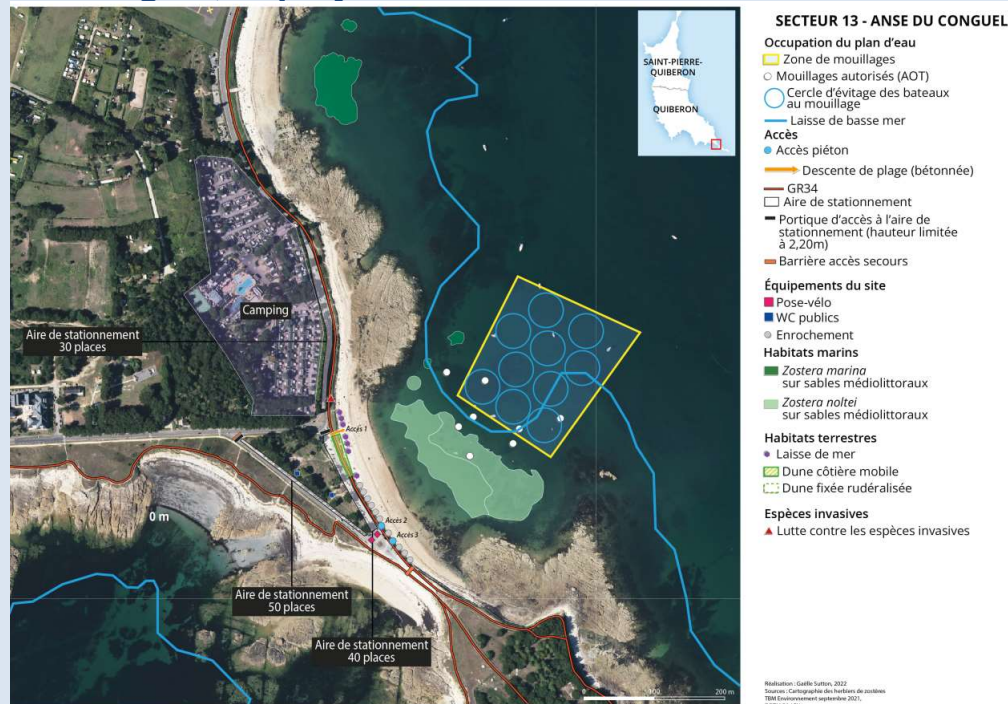 SAINT-PIERRE-
QUIBERON
QUIBERON
Camping
Aire de stationnement
30 places
Accès 1
0 m
Accès 2
Accès 3
Aire de stationnement
50 places
Aire de stationnement
40 places
100
200 m
SECTEUR 13 - ANSE DU CONGUEL
Occupation du plan d'eau
Zone de mouillages
Mouillages autorisés (AOT)
Cercle d'évitage des bateaux
au mouillage
Laisse de basse mer
Accès
Accès piéton
Descente de plage (bétonnée)
GR34
Aire de stationnement
Portique d'accès à l'aire de
stationnement (hauteur limitée
à 2,20m)
Barrière accès secours
Équipements du site
Pose-vélo
WC publics
Enrochement
Habitats marins
Zostera marina
sur sables médiolittoraux
Zostera noltei
sur sables médiolittoraux
Habitats terrestres
Laisse de mer
Dune côtière mobile
Dune fixée rudéralisée
Espèces invasives
Lutte contre les espèces invasives
Réalisation : Gaëlle Sutton, 2022
Sources : Cartographie des herbiers de zostères
TBM Environnement septembre 2021,